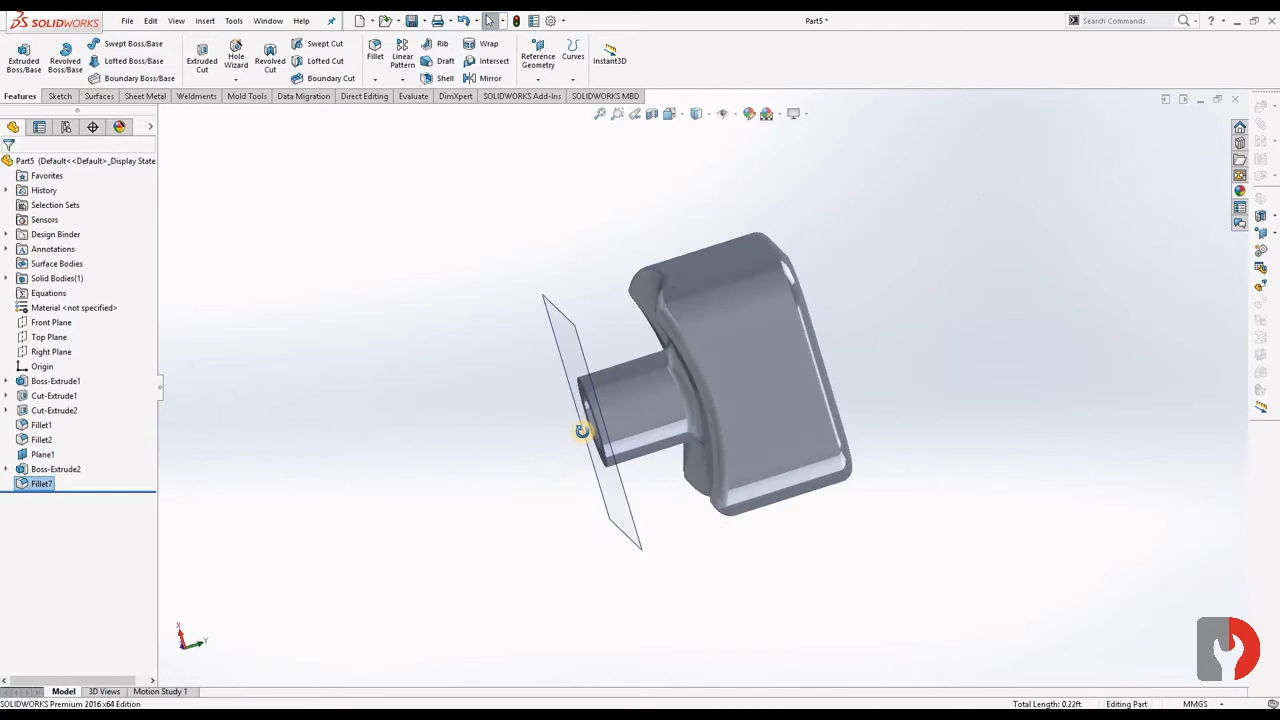 SOLIDWORKS File Edit View Insert Tools Window Help Part5 * Search Commands
Extruded Boss/Base
Revolved Boss/Base
Swept Boss/Base
Lofted Boss/Base
Boundary Boss/Base
Extruded Cut
Hole Wizard
Revolved Cut
Swept Cut
Lofted Cut
Boundary Cut
Fillet
Linear Pattern
Rib
Draft
Shell
Wrap
Intersect
Mirror
Reference Geometry
Curves
Instant3D
Features Sketch Surfaces Sheet Metal Weldments Mold Tools Data Migration Direct Editing Evaluate DimXpert SOLIDWORKS Add-Ins SOLIDWORKS MBD
Part5 (Default<<Default>_Display State
Favorites
History
Selection Sets
Sensors
Design Binder
Annotations
Surface Bodies
Solid Bodies(1)
Equations
Material <not specified>
Front Plane
Top Plane
Right Plane
Origin
Boss-Extrude1
Cut-Extrude1
Cut-Extrude2
Fillet1
Fillet2
Plane1
Boss-Extrude2
Fillet7
X
Y
Model 3D Views Motion Study 1
SOLIDWORKS Premium 2016 x64 Edition Total Length: 0.22ft Editing Part MMGS